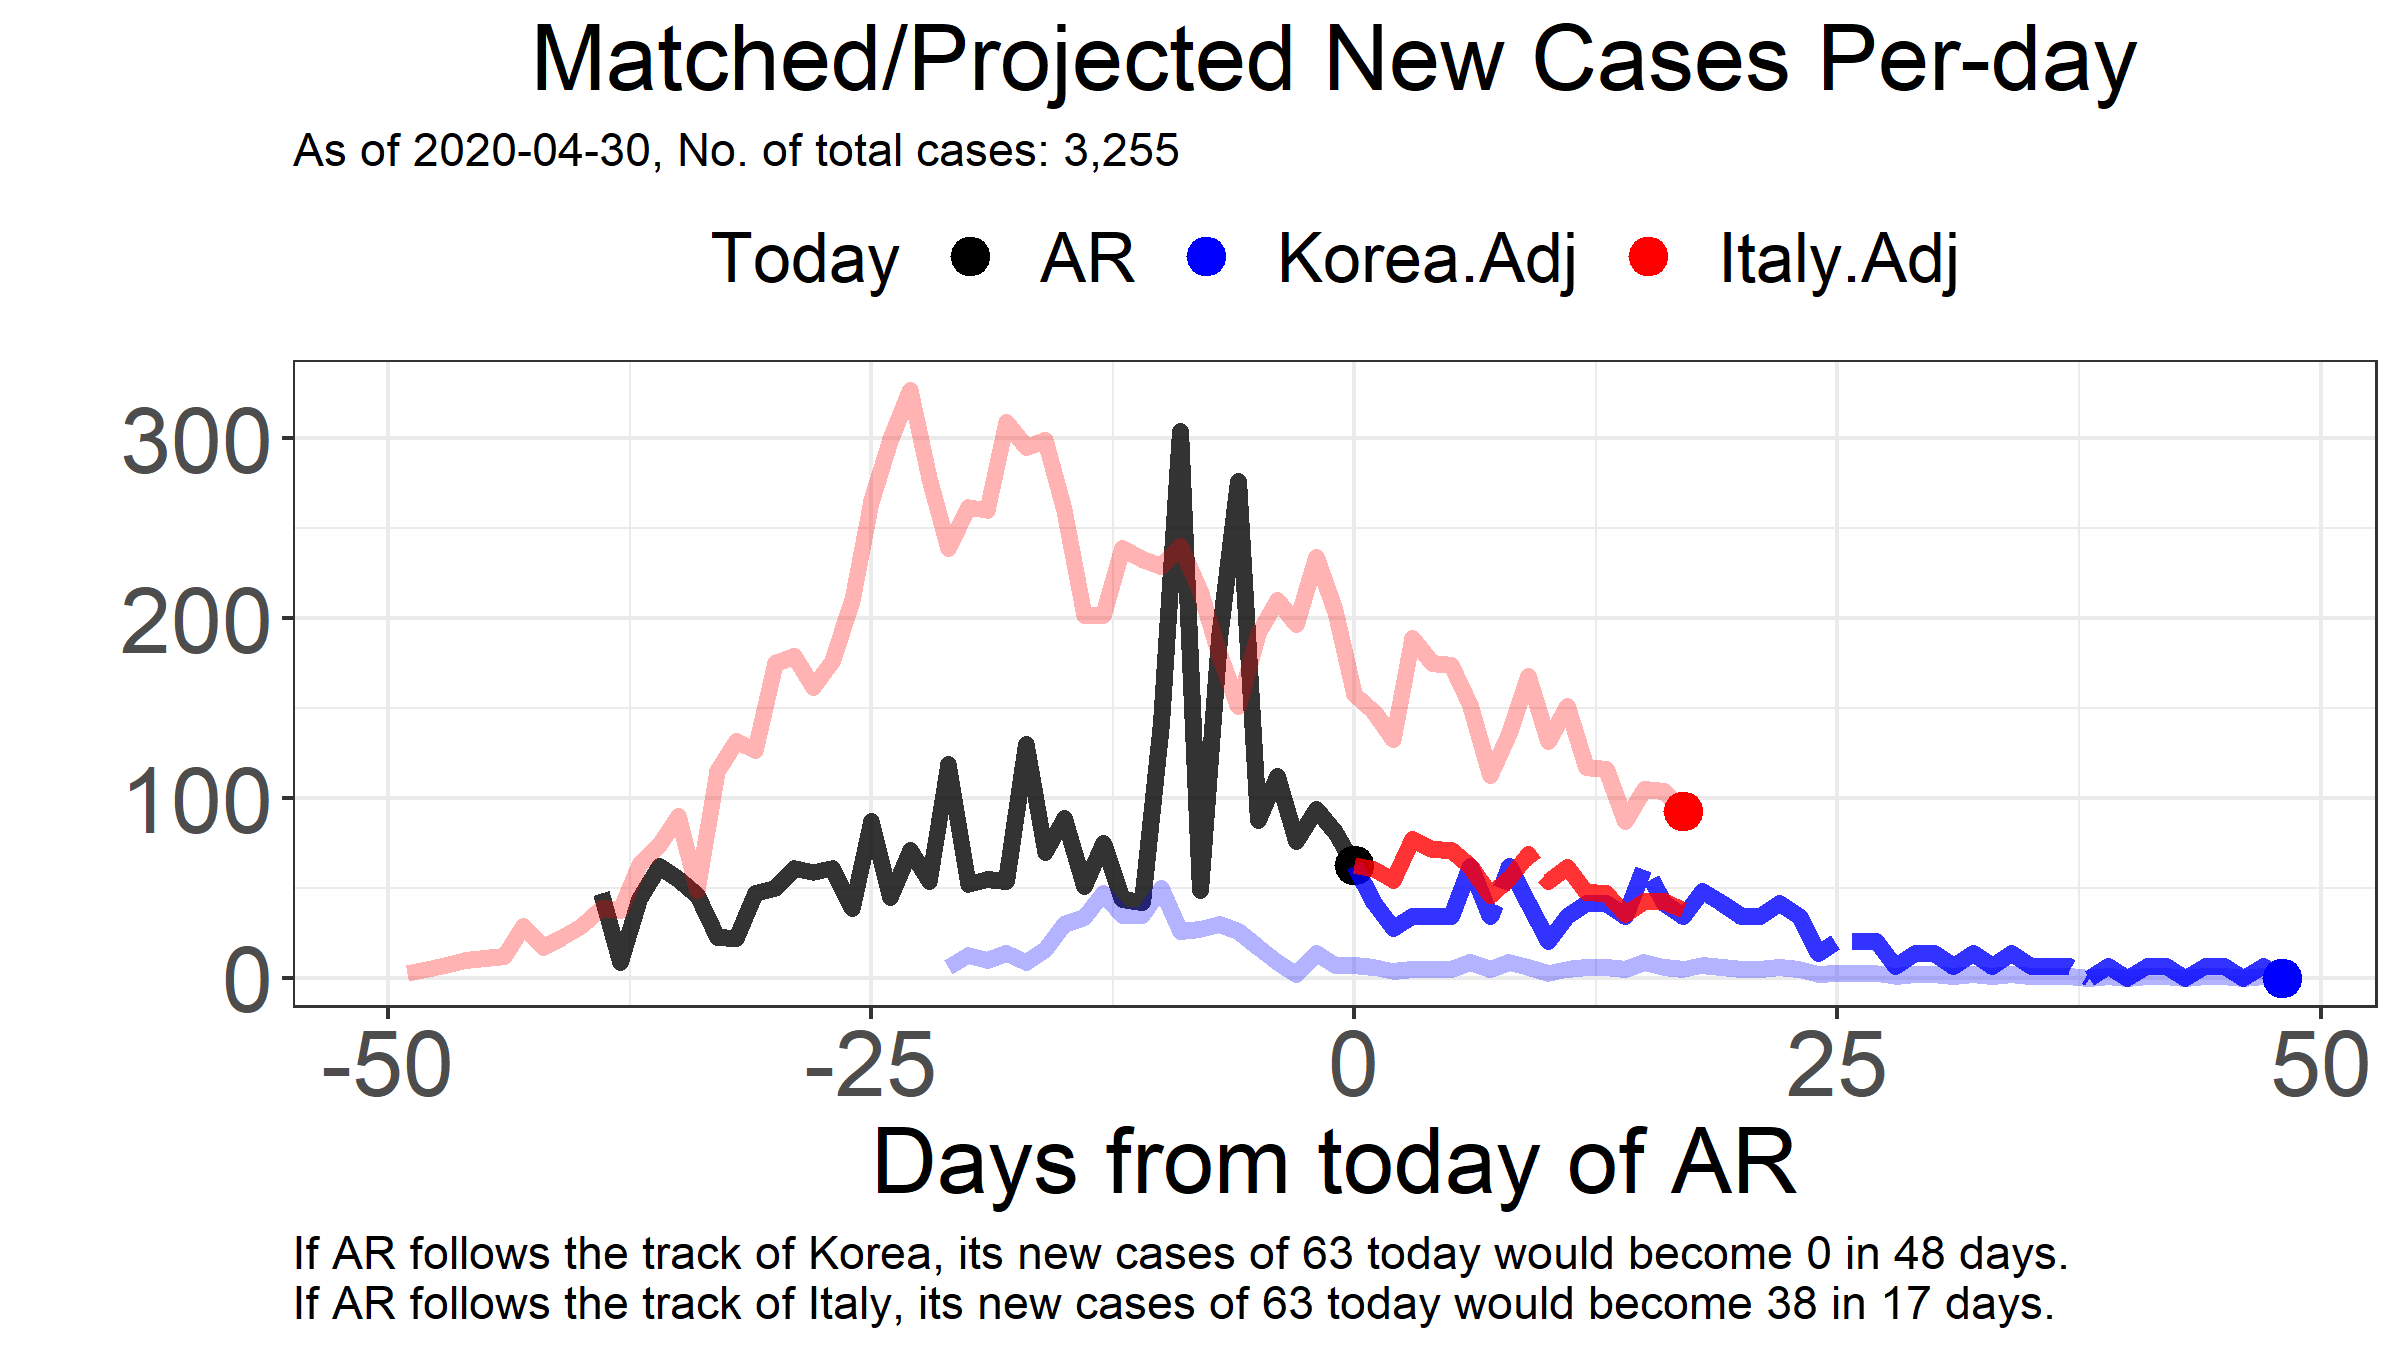 Matched/Projected New Cases Per-day
As of 2020-04-30, No. of total cases: 3,255
Today AR Korea.Adj Italy.Adj
300
200
100
0
-50 -25 0 25 50
Days from today of AR
If AR follows the track of Korea, its new cases of 63 today would become 0 in 48 days.
If AR follows the track of Italy, its new cases of 63 today would become 38 in 17 days.